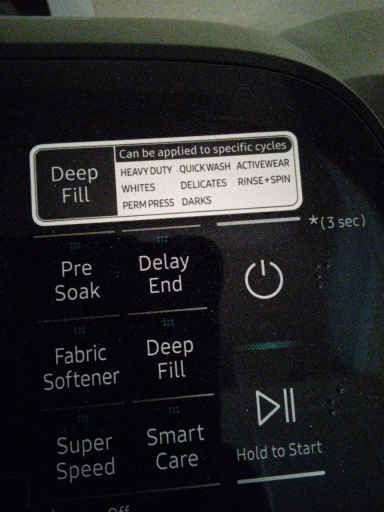 Deep
Fill
Can be applied to specific cycles
HEAVY DUTY QUICK WASH ACTIVEWEAR
WHITES DELICATES RINSE+SPIN
PERM PRESS DARKS
*(3 sec)
Pre
Soak
Delay
End
Fabric
Softener
Deep
Fill
Super
Speed
Smart
Care
Hold to Start
Off